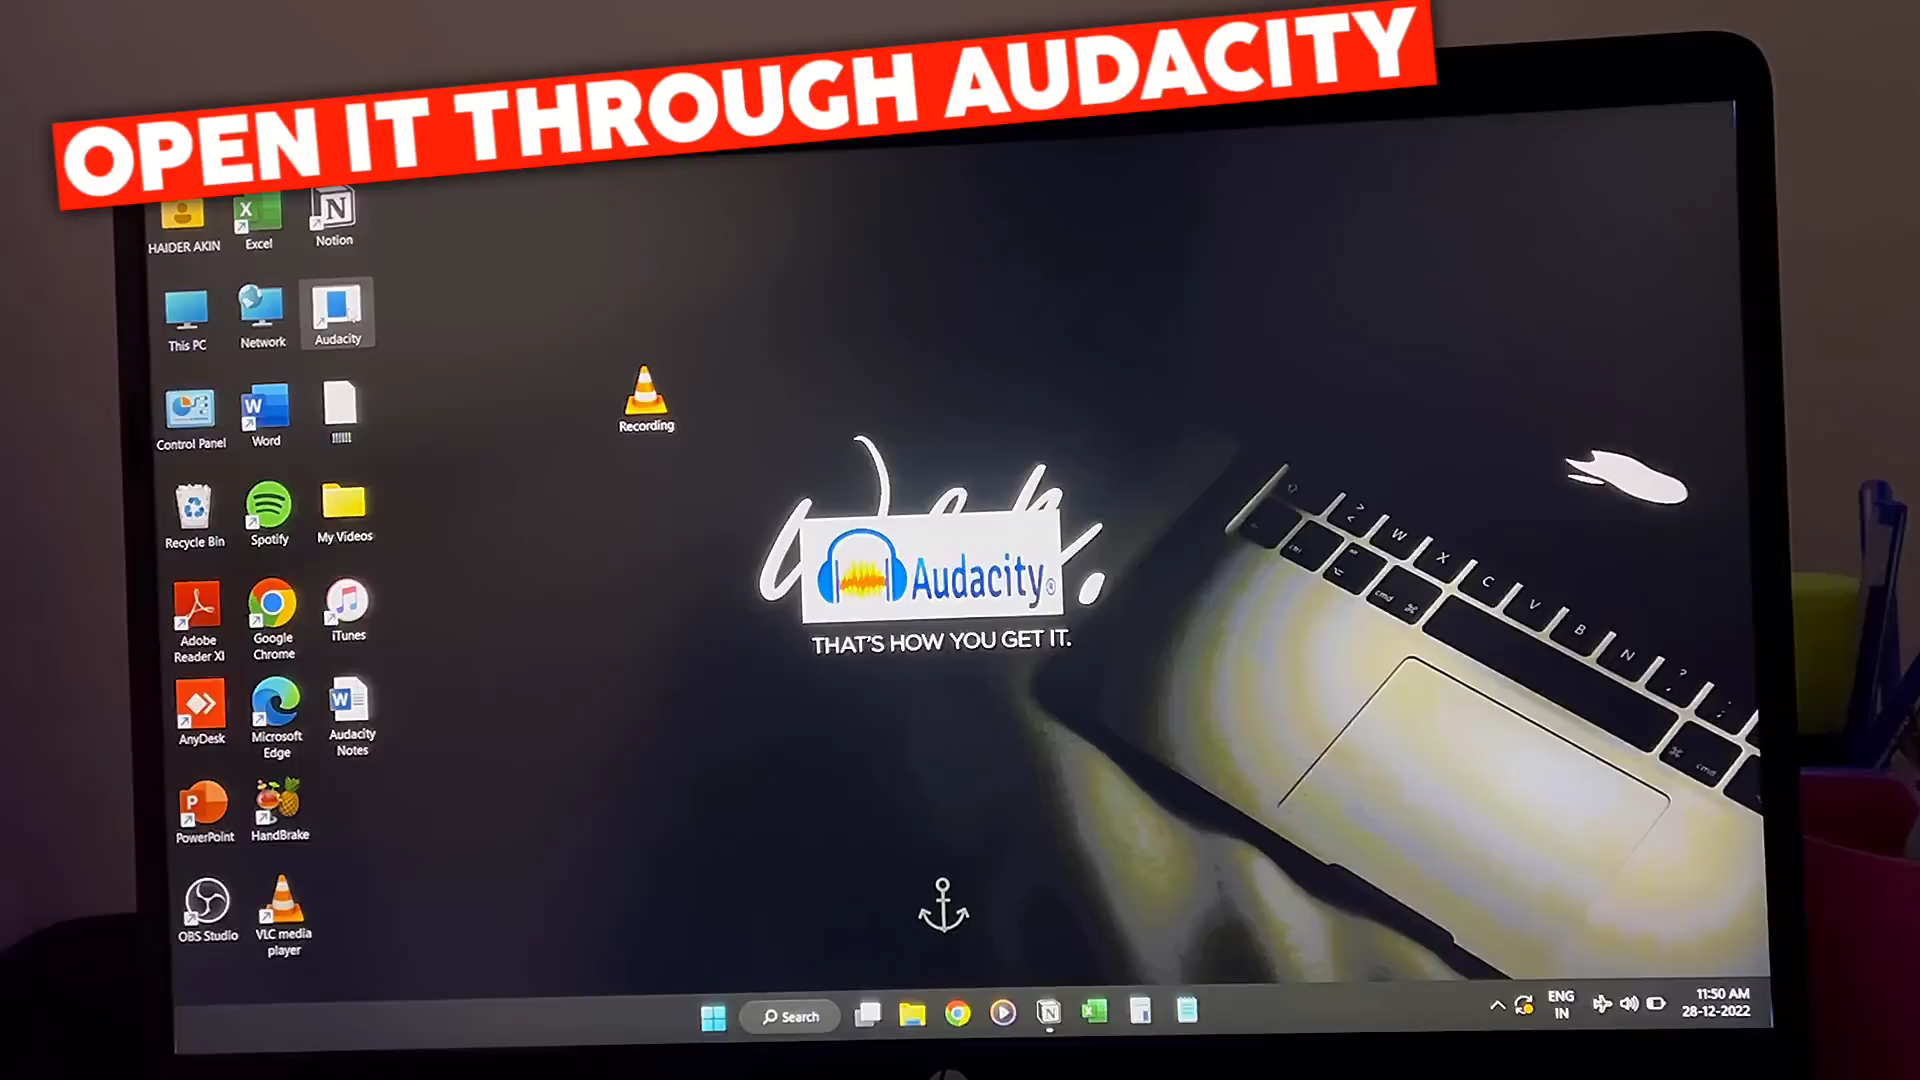 OPEN IT THROUGH AUDACITY
HAIDER AKIN
Excel
Notion
This PC
Network
Audacity
Control Panel
Word
!!!!!!
Recording
Recycle Bin
Spotify
My Videos
Audacity®
THAT'S HOW YOU GET IT.
Adobe
Reader XI
Google
Chrome
iTunes
AnyDesk
Microsoft
Edge
Audacity
Notes
PowerPoint
HandBrake
OBS Studio
VLC media
player
W
X
C
V
B
N
cmd
cmd
Search
ENG
IN
11:50 AM
28-12-2022